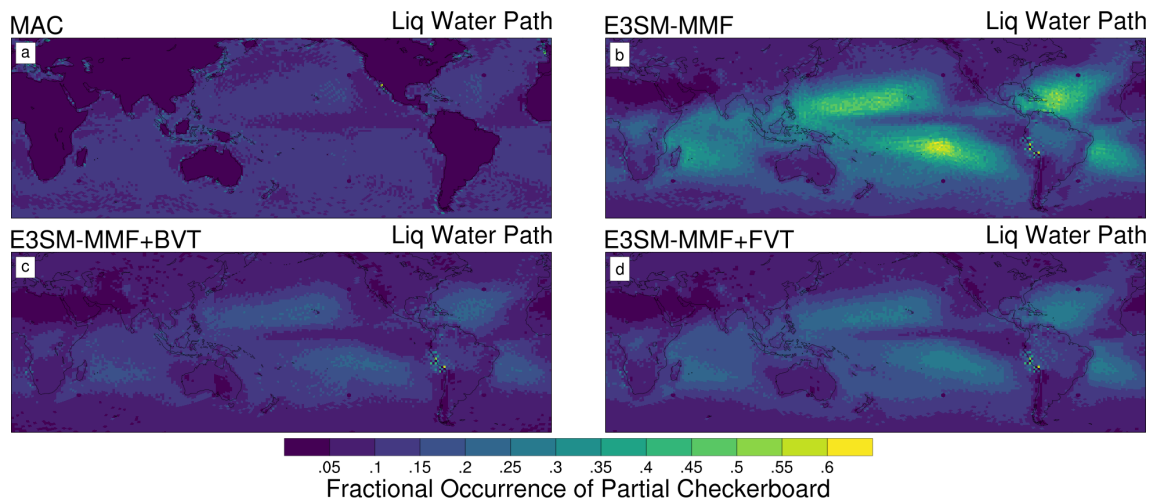 MAC Liq Water Path
a
E3SM-MMF Liq Water Path
b
E3SM-MMF+BVT Liq Water Path
c
E3SM-MMF+FVT Liq Water Path
d
.05 .1 .15 .2 .25 .3 .35 .4 .45 .5 .55 .6
Fractional Occurrence of Partial Checkerboard